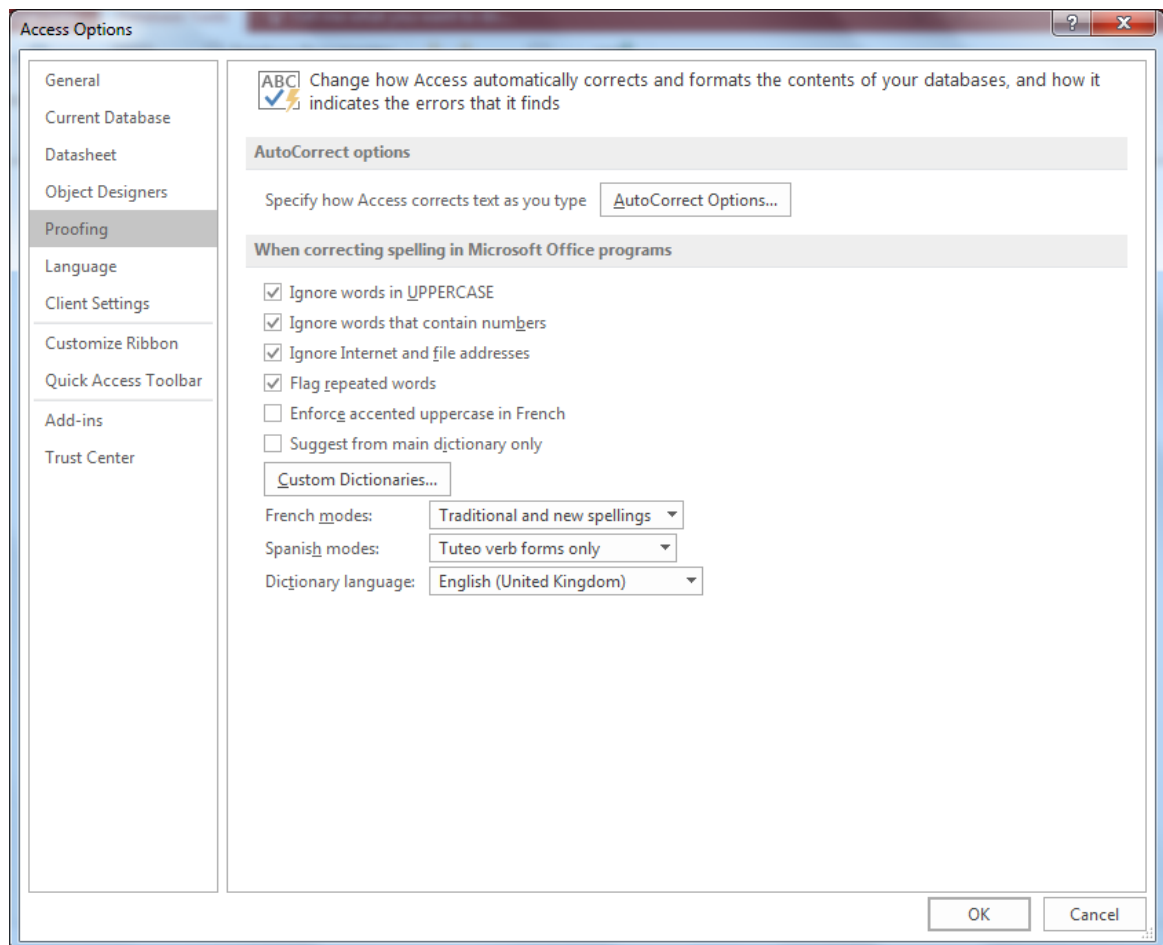 Access Options
General
Current Database
Datasheet
Object Designers
Proofing
Language
Client Settings
Customize Ribbon
Quick Access Toolbar
Add-ins
Trust Center
ABC
Change how Access automatically corrects and formats the contents of your databases, and how it
indicates the errors that it finds
AutoCorrect options
Specify how Access corrects text as you type AutoCorrect Options...
When correcting spelling in Microsoft Office programs
Ignore words in UPPERCASE
Ignore words that contain numbers
Ignore Internet and file addresses
Flag repeated words
Enforce accented uppercase in French
Suggest from main dictionary only
Custom Dictionaries...
French modes: Traditional and new spellings
Spanish modes: Tuteo verb forms only
Dictionary language: English (United Kingdom)
OK Cancel